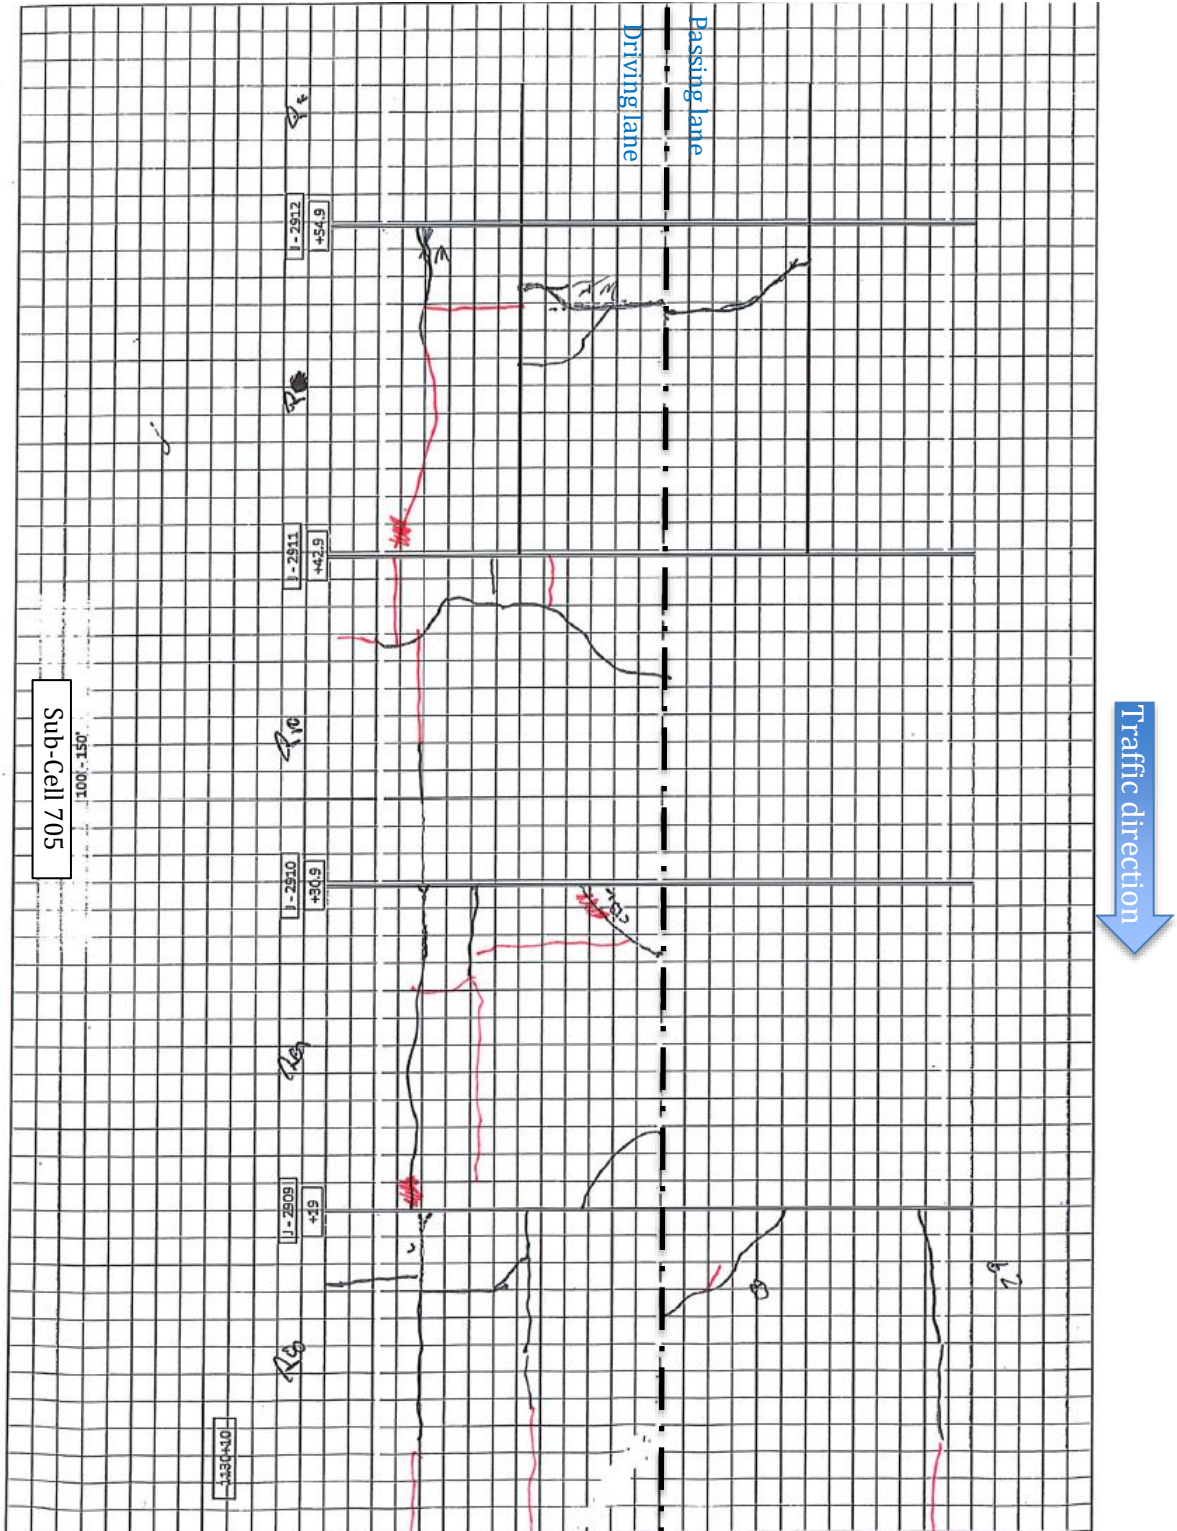 Passing lane
Driving lane
J - 2912
+54.9
J - 2911
+42.9
Traffic direction
Sub-Cell 705
100' - 150'
J - 2910
+30.9
J - 2909
+19
1130+10